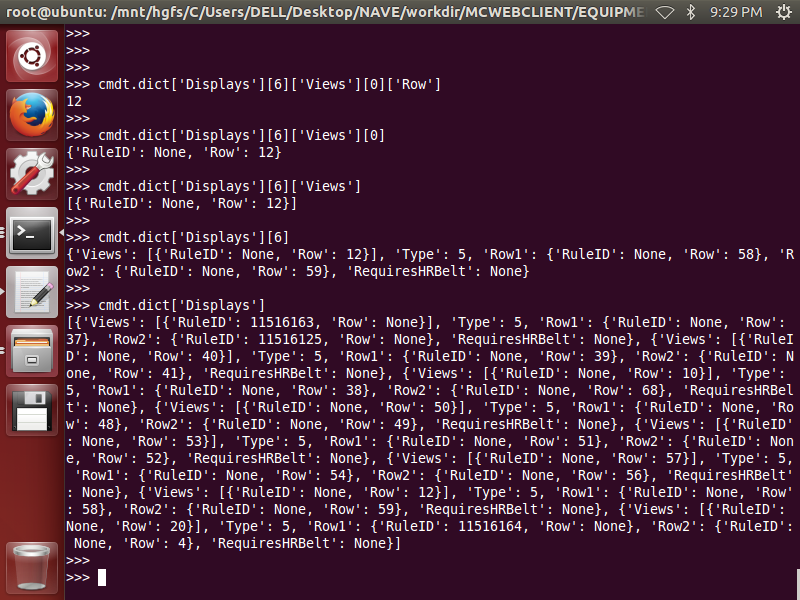 root@ubuntu: /mnt/hgfs/C/Users/DELL/Desktop/NAVE/workdir/MCWEBCLIENT/EQUIPME
9:29 PM
>>>
>>>
>>>
>>> cmdt.dict['Displays'][6]['Views'][0]['Row']
12
>>>
>>> cmdt.dict['Displays'][6]['Views'][0]
{'RuleID': None, 'Row': 12}
>>>
>>> cmdt.dict['Displays'][6]['Views']
[{'RuleID': None, 'Row': 12}]
>>>
>>> cmdt.dict['Displays'][6]
{'Views': [{'RuleID': None, 'Row': 12}], 'Type': 5, 'Row1': {'RuleID': None, 'Row': 58}, 'R
ow2': {'RuleID': None, 'Row': 59}, 'RequiresHRBelt': None}
>>>
>>> cmdt.dict['Displays']
[{'Views': [{'RuleID': 11516163, 'Row': None}], 'Type': 5, 'Row1': {'RuleID': None, 'Row':
37}, 'Row2': {'RuleID': 11516125, 'Row': None}, 'RequiresHRBelt': None}, {'Views': [{'RuleI
D': None, 'Row': 40}], 'Type': 5, 'Row1': {'RuleID': None, 'Row': 39}, 'Row2': {'RuleID': N
one, 'Row': 41}, 'RequiresHRBelt': None}, {'Views': [{'RuleID': None, 'Row': 10}], 'Type':
5, 'Row1': {'RuleID': None, 'Row': 38}, 'Row2': {'RuleID': None, 'Row': 68}, 'RequiresHRBel
t': None}, {'Views': [{'RuleID': None, 'Row': 50}], 'Type': 5, 'Row1': {'RuleID': None, 'Ro
w': 48}, 'Row2': {'RuleID': None, 'Row': 49}, 'RequiresHRBelt': None}, {'Views': [{'RuleID'
: None, 'Row': 53}], 'Type': 5, 'Row1': {'RuleID': None, 'Row': 51}, 'Row2': {'RuleID': Non
e, 'Row': 52}, 'RequiresHRBelt': None}, {'Views': [{'RuleID': None, 'Row': 57}], 'Type': 5,
'Row1': {'RuleID': None, 'Row': 54}, 'Row2': {'RuleID': None, 'Row': 56}, 'RequiresHRBelt'
: None}, {'Views': [{'RuleID': None, 'Row': 12}], 'Type': 5, 'Row1': {'RuleID': None, 'Row'
: 58}, 'Row2': {'RuleID': None, 'Row': 59}, 'RequiresHRBelt': None}, {'Views': [{'RuleID':
None, 'Row': 20}], 'Type': 5, 'Row1': {'RuleID': 11516164, 'Row': None}, 'Row2': {'RuleID':
None, 'Row': 4}, 'RequiresHRBelt': None}]
>>>
>>>